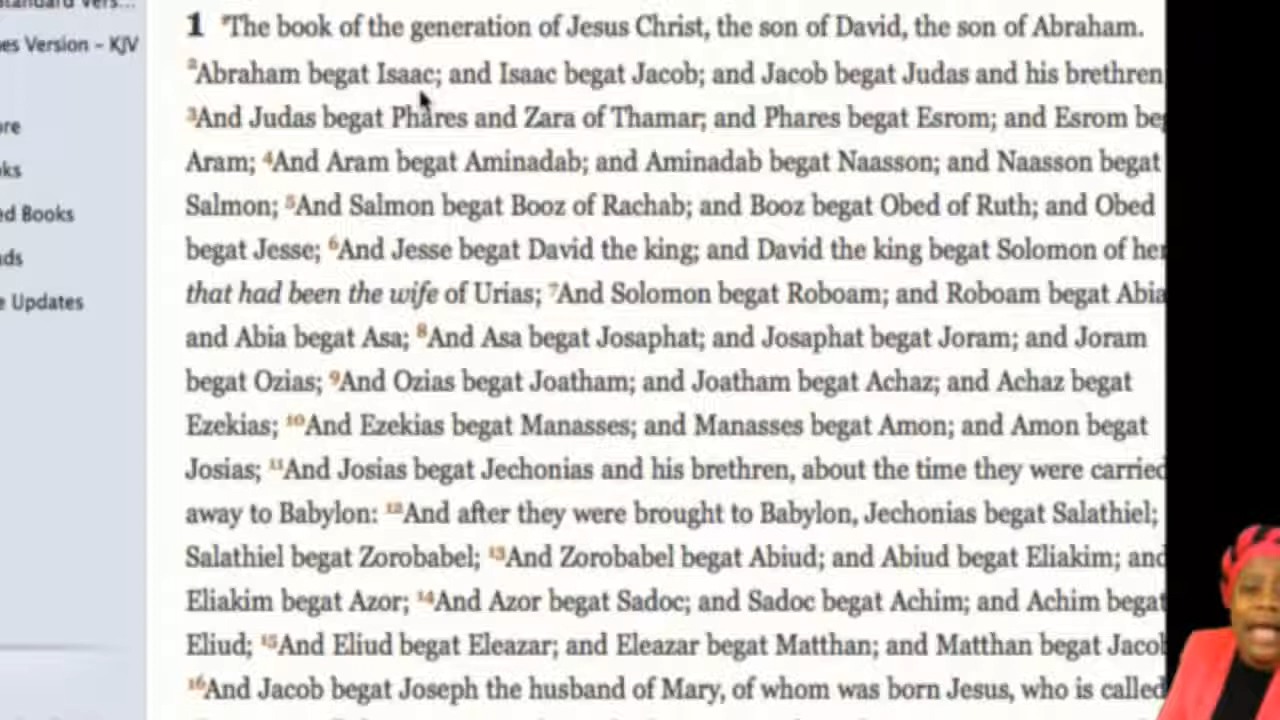 es Version - KJV
ore
ks
ed Books
ds
e Updates
1 1The book of the generation of Jesus Christ, the son of David, the son of Abraham.
2Abraham begat Isaac; and Isaac begat Jacob; and Jacob begat Judas and his brethren
3And Judas begat Phares and Zara of Thamar; and Phares begat Esrom; and Esrom beg
Aram; 4And Aram begat Aminadab; and Aminadab begat Naasson; and Naasson begat
Salmon; 5And Salmon begat Booz of Rachab; and Booz begat Obed of Ruth; and Obed
begat Jesse; 6And Jesse begat David the king; and David the king begat Solomon of her
that had been the wife of Urias; 7And Solomon begat Roboam; and Roboam begat Abia
and Abia begat Asa; 8And Asa begat Josaphat; and Josaphat begat Joram; and Joram
begat Ozias; 9And Ozias begat Joatham; and Joatham begat Achaz; and Achaz begat
Ezekias; 10And Ezekias begat Manasses; and Manasses begat Amon; and Amon begat
Josias; 11And Josias begat Jechonias and his brethren, about the time they were carried
away to Babylon: 12And after they were brought to Babylon, Jechonias begat Salathiel;
Salathiel begat Zorobabel; 13And Zorobabel begat Abiud; and Abiud begat Eliakim; and
Eliakim begat Azor; 14And Azor begat Sadoc; and Sadoc begat Achim; and Achim begat
Eliud; 15And Eliud begat Eleazar; and Eleazar begat Matthan; and Matthan begat Jacob
16And Jacob begat Joseph the husband of Mary, of whom was born Jesus, who is called